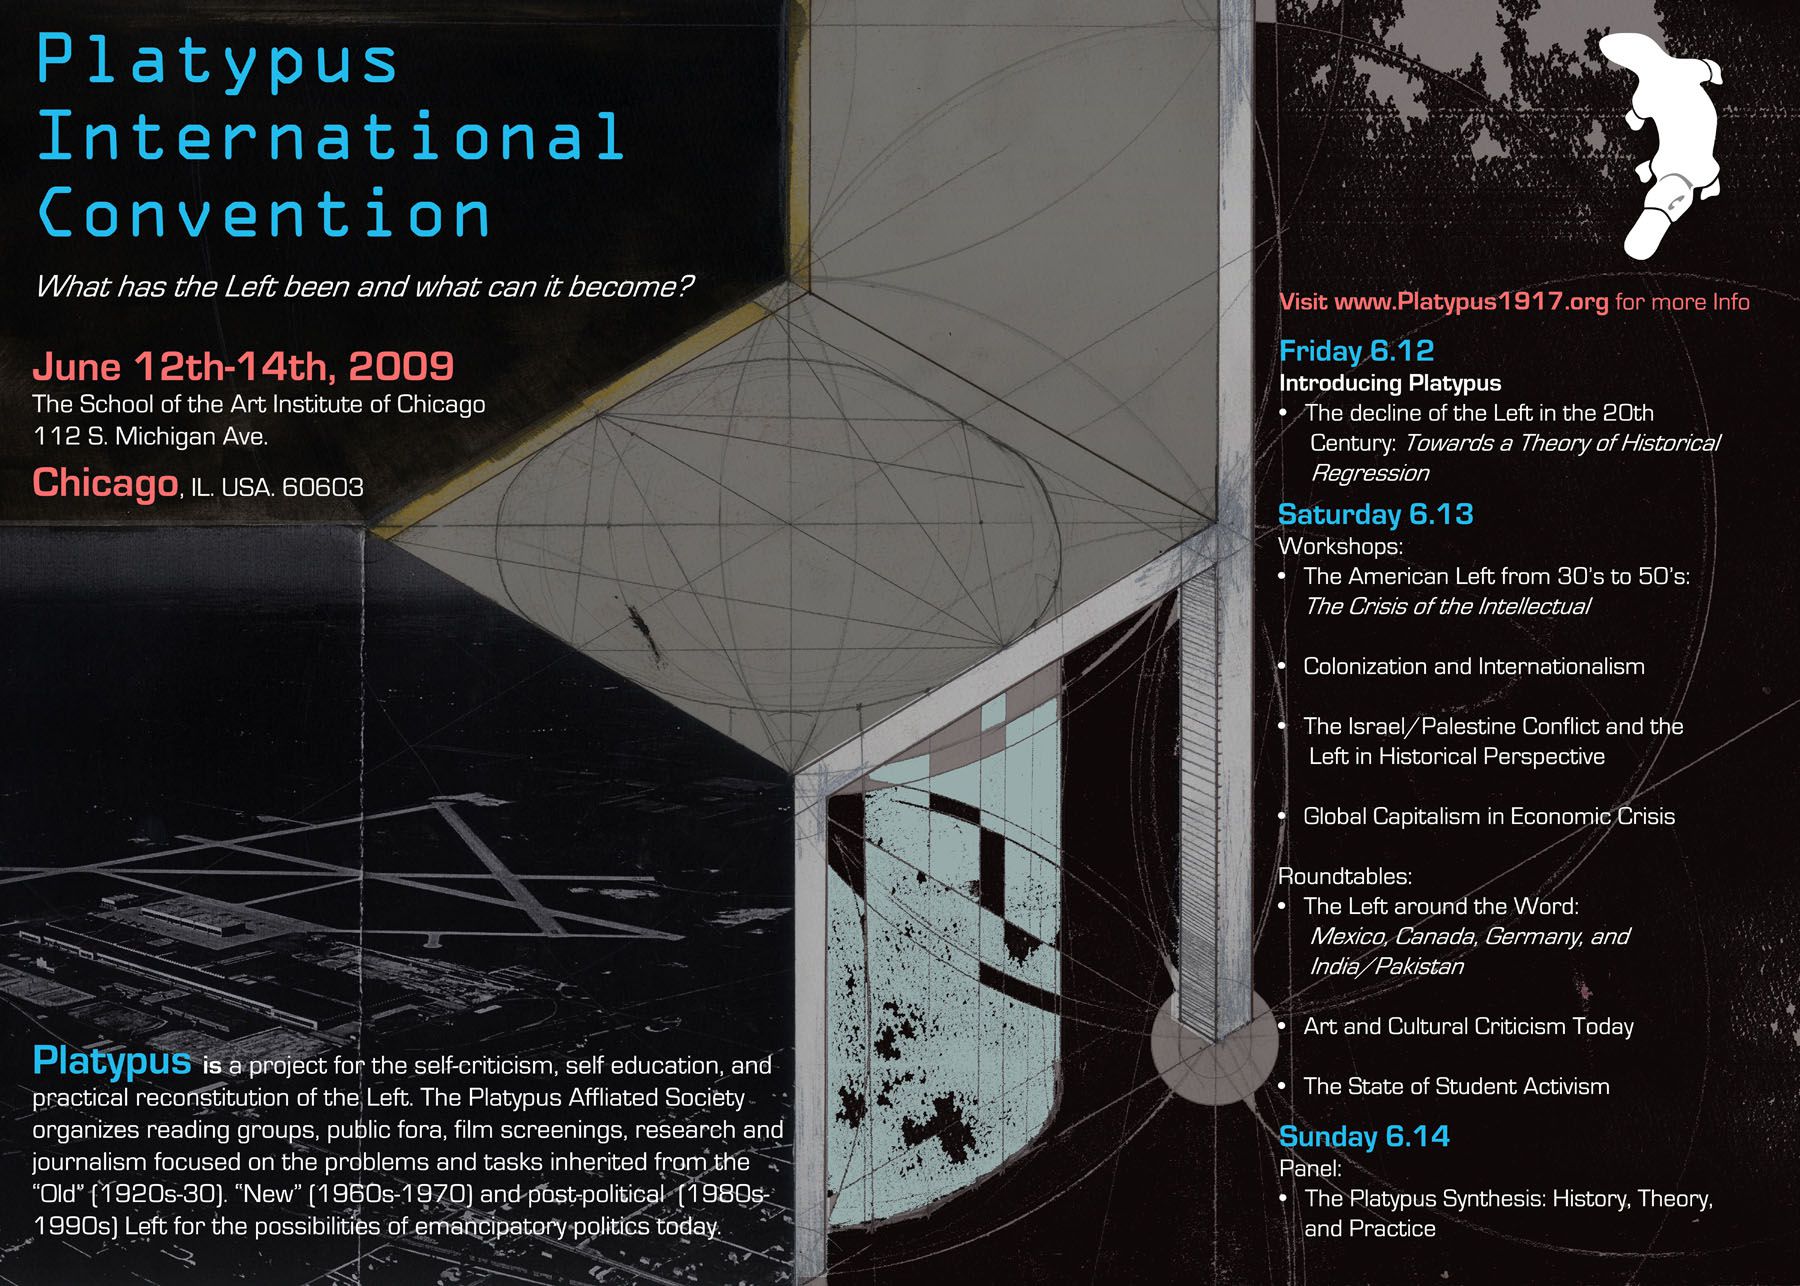 Platypus
International
Convention
What has the Left been and what can it become?
June 12th-14th, 2009
The School of the Art Institute of Chicago
112 S. Michigan Ave.
Chicago, IL. USA. 60603
Platypus is a project for the self-criticism, self education, and
practical reconstitution of the Left. The Platypus Affliated Society
organizes reading groups, public fora, film screenings, research and
journalism focused on the problems and tasks inherited from the
“Old” (1920s-30). “New” (1960s-1970) and post-political (1980s-
1990s) Left for the possibilities of emancipatory politics today.
Visit www.Platypus1917.org for more Info
Friday 6.12
Introducing Platypus
• The decline of the Left in the 20th
Century: Towards a Theory of Historical
Regression
Saturday 6.13
Workshops:
• The American Left from 30’s to 50’s:
The Crisis of the Intellectual
• Colonization and Internationalism
• The Israel/Palestine Conflict and the
Left in Historical Perspective
• Global Capitalism in Economic Crisis
Roundtables:
• The Left around the Word:
Mexico, Canada, Germany, and
India/Pakistan
• Art and Cultural Criticism Today
• The State of Student Activism
Sunday 6.14
Panel:
• The Platypus Synthesis: History, Theory,
and Practice